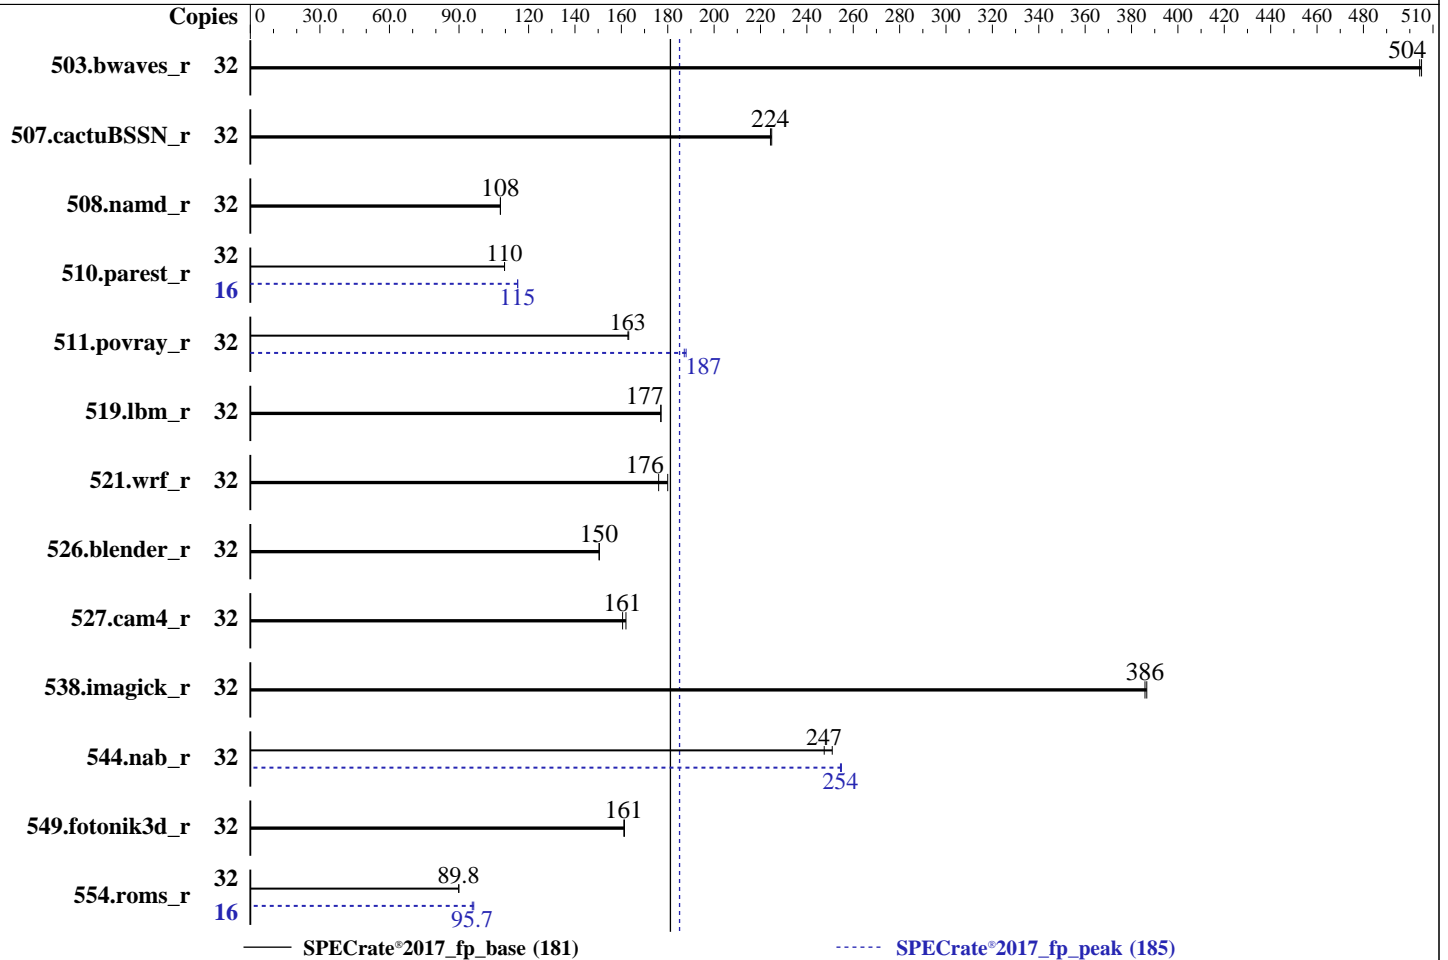 Copies 0 30.0 60.0 90.0 120 140 160 180 200 220 240 260 280 300 320 340 360 380 400 420 440 460 480 510
503.bwaves_r 32 504
507.cactuBSSN_r 32 224
508.namd_r 32 108
510.parest_r 32 110
16 115
511.povray_r 32 163
187
519.lbm_r 32 177
521.wrf_r 32 176
526.blender_r 32 150
527.cam4_r 32 161
538.imagick_r 32 386
544.nab_r 32 247
254
549.fotonik3d_r 32 161
554.roms_r 32 89.8
16 95.7
SPECrate®2017_fp_base (181) SPECrate®2017_fp_peak (185)